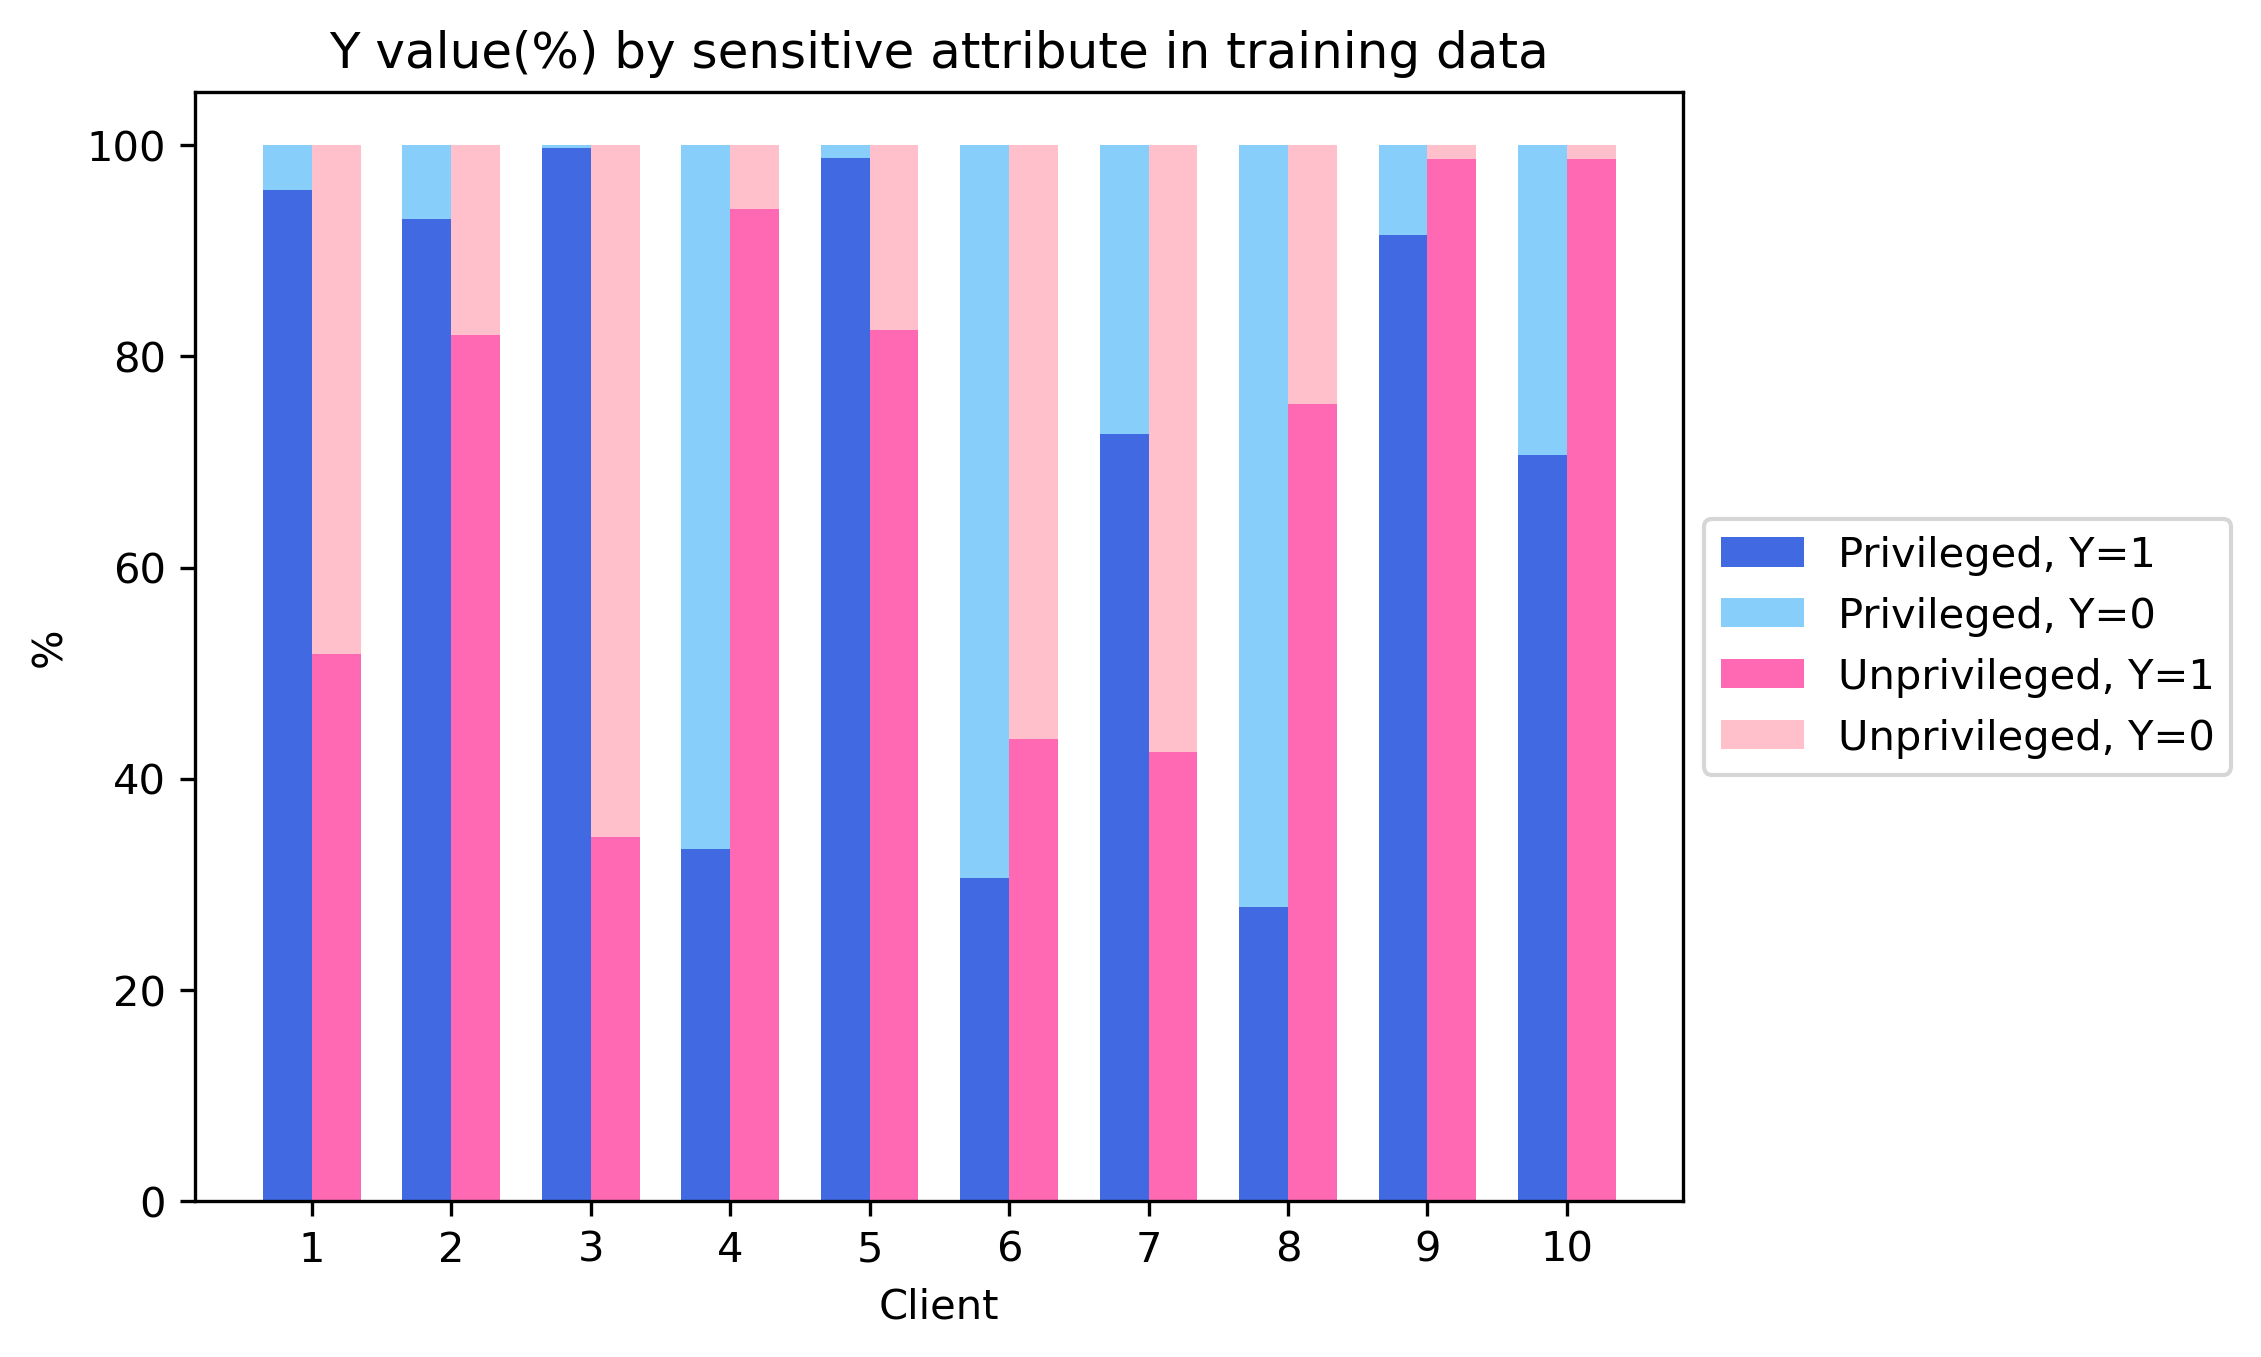 Y value(%) by sensitive attribute in training data
100
80
60
40
20
0
%
1 2 3 4 5 6 7 8 9 10
Client
Privileged, Y=1
Privileged, Y=0
Unprivileged, Y=1
Unprivileged, Y=0